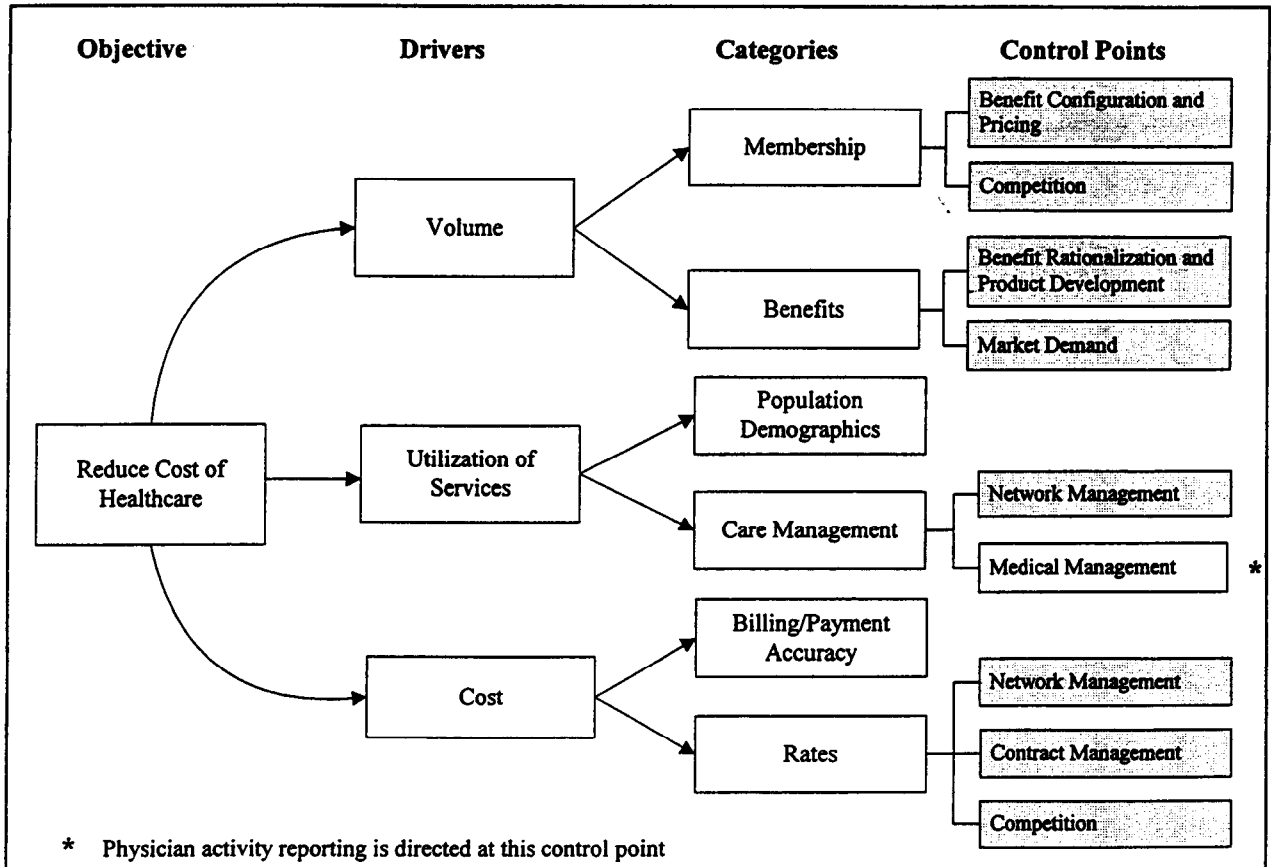 Objective
Drivers
Categories
Control Points
Benefit Configuration and
Pricing
Membership
Competition
Volume
Benefit Rationalization and
Product Development
Benefits
Market Demand
Population
Demographics
Reduce Cost of
Healthcare
Utilization of
Services
Network Management
Care Management
Medical Management
*
Billing/Payment
Accuracy
Cost
Network Management
Rates
Contract Management
Competition
* Physician activity reporting is directed at this control point